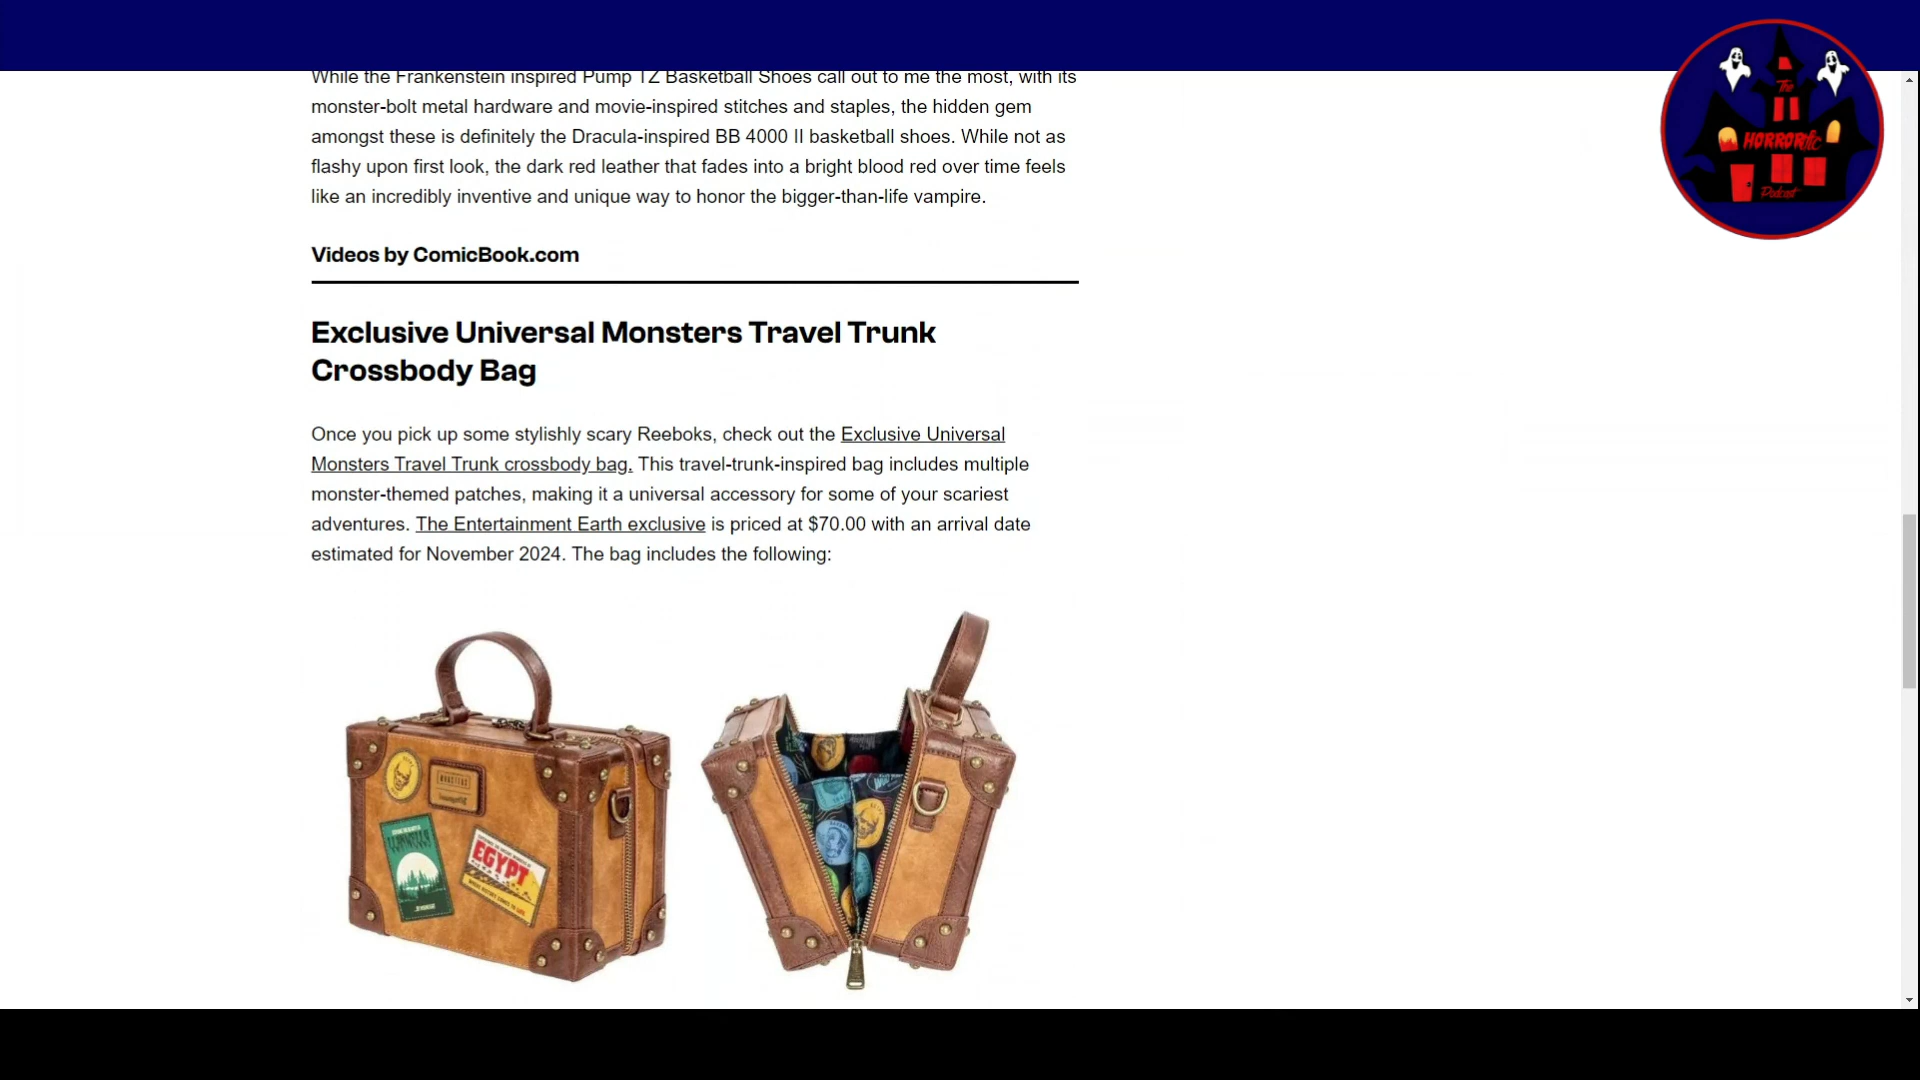 While the Frankenstein inspired Pump TZ Basketball Shoes call out to me the most, with its
monster-bolt metal hardware and movie-inspired stitches and staples, the hidden gem
amongst these is definitely the Dracula-inspired BB 4000 II basketball shoes. While not as
flashy upon first look, the dark red leather that fades into a bright blood red over time feels
like an incredibly inventive and unique way to honor the bigger-than-life vampire.
Videos by ComicBook.com
Exclusive Universal Monsters Travel Trunk
Crossbody Bag
Once you pick up some stylishly scary Reeboks, check out the Exclusive Universal
Monsters Travel Trunk crossbody bag. This travel-trunk-inspired bag includes multiple
monster-themed patches, making it a universal accessory for some of your scariest
adventures. The Entertainment Earth exclusive is priced at $70.00 with an arrival date
estimated for November 2024. The bag includes the following:
The
HORRORific
Podcast
MONSTERS
EGYPT